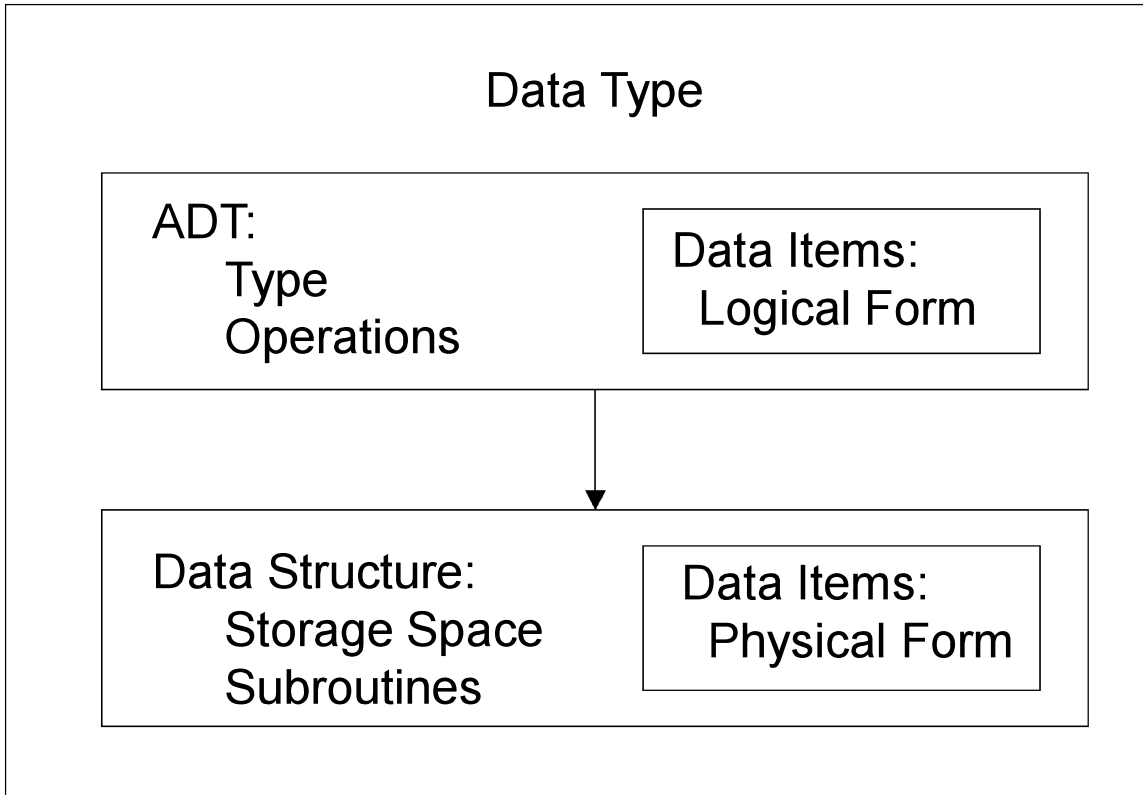 Data Type
ADT:
Type
Operations
Data Items:
Logical Form
Data Structure:
Storage Space
Subroutines
Data Items:
Physical Form